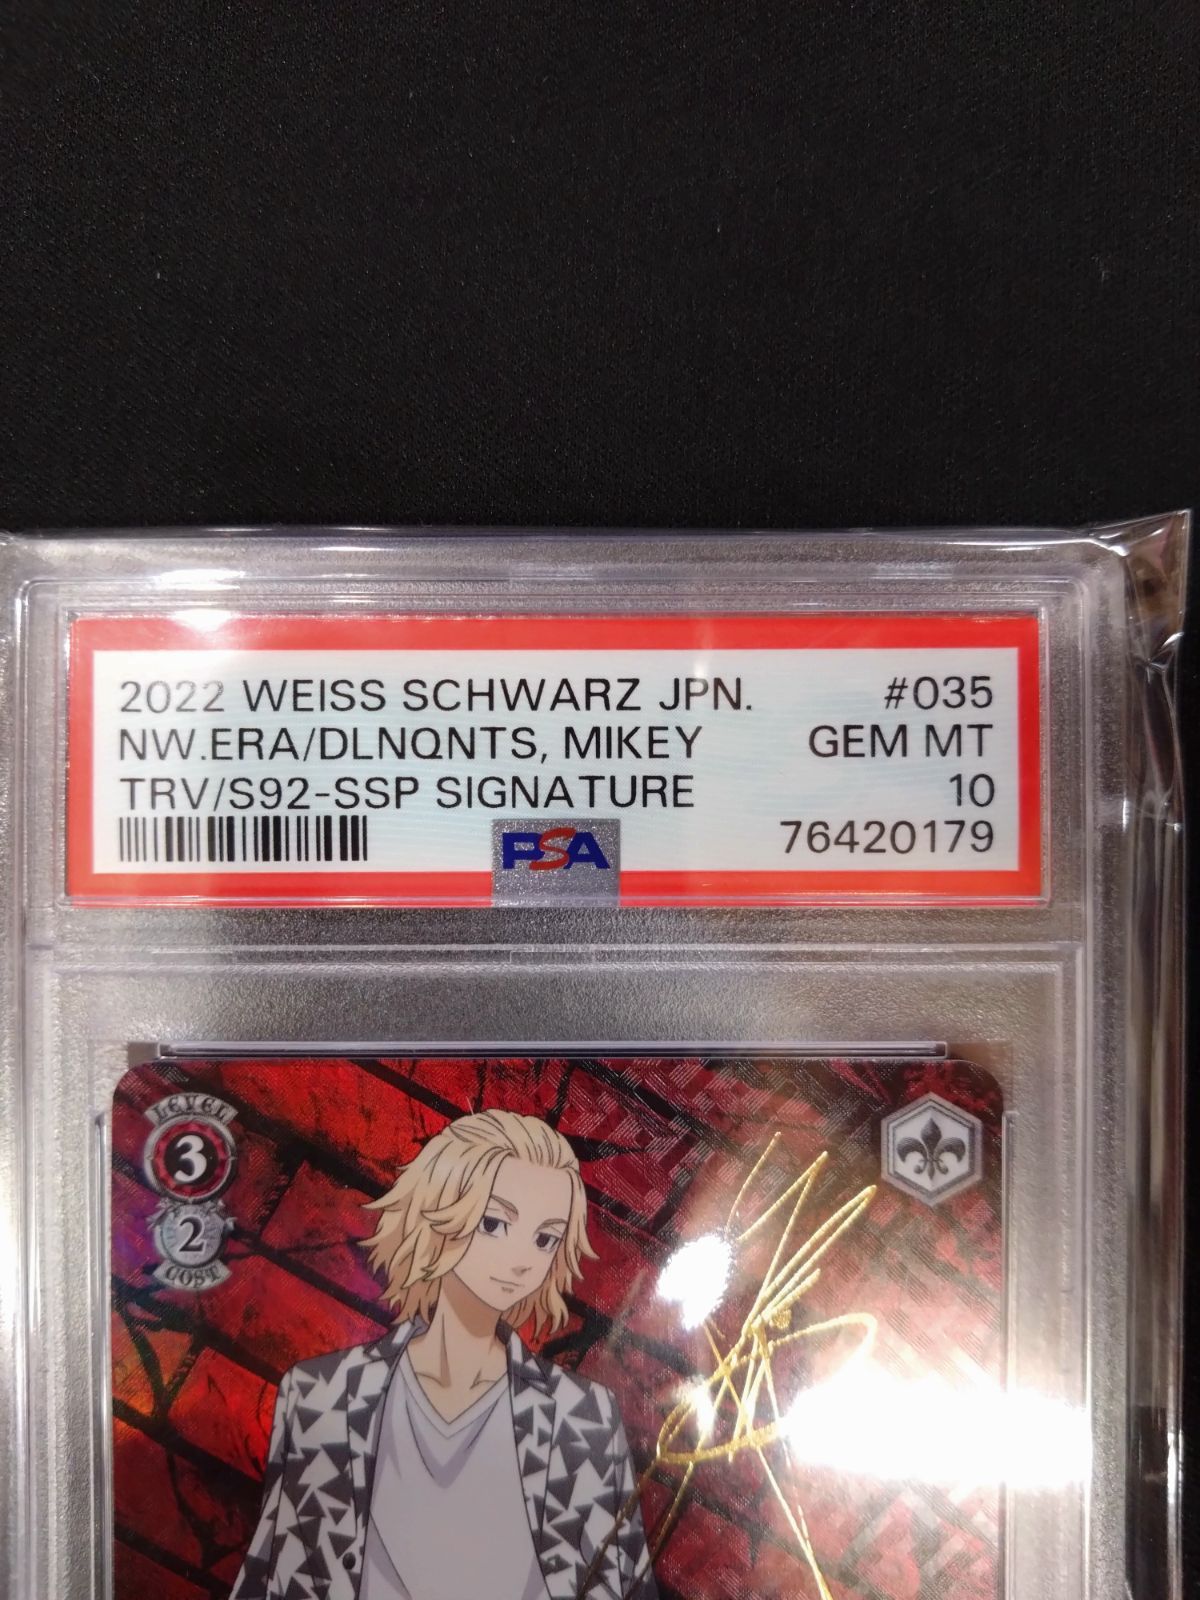 2022 WEISS SCHWARZ JPN. #035
NW.ERA/DLNQNTS, MIKEY GEM MT
TRV/S92-SSP SIGNATURE 10
PSA 76420179
LEVEL
3
2
COST